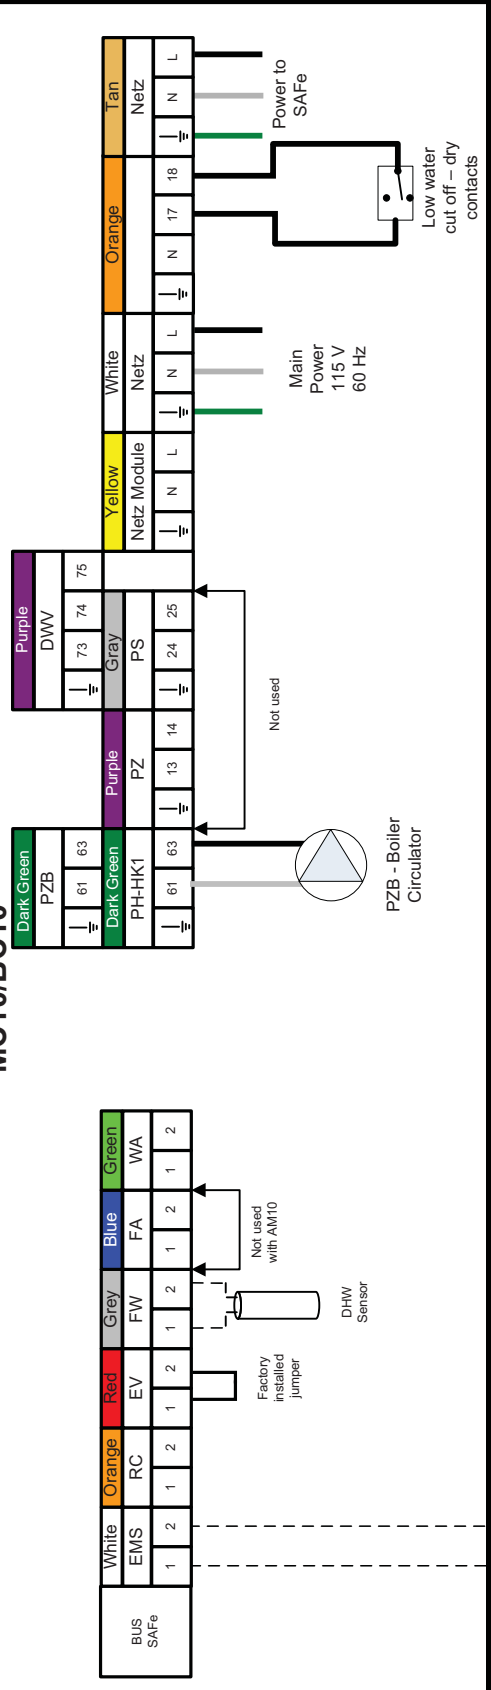 Dark Green Purple
PZB DWV
61 63 73 74 75
White Orange Red Grey Blue Green Dark Green Purple Gray Yellow White Orange Tan
BUS
SAFe
EMS RC EV FW FA WA PH-HK1 PZ PS Netz Module Netz Netz
1 2 1 2 1 2 1 2 1 2 1 2 61 63 13 14 24 25 N L N L N 17 18 N L
Factory
installed
jumper
DHW
Sensor
Not used
with AM10
PZB - Boiler
Circulator
Not used
Main
Power
115 V
60 Hz
Power to
SAFe
Low water
cut off – dry
contacts